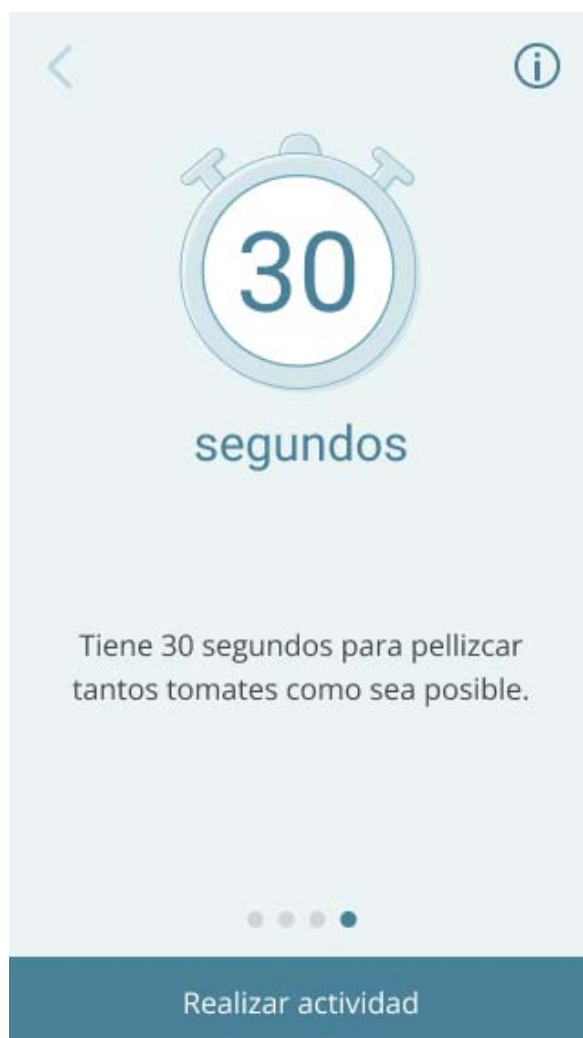 30
segundos
Tiene 30 segundos para pellizcar
tantos tomates como sea posible.
Realizar actividad